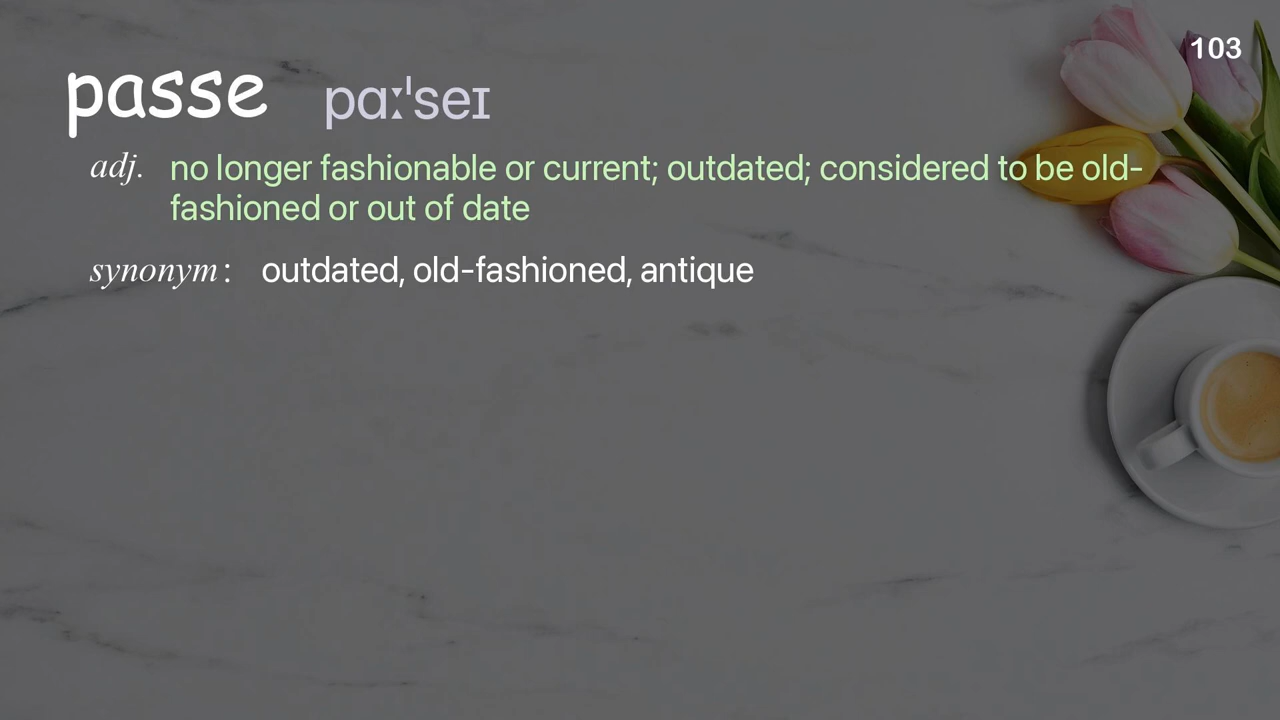 103
passe pɑːˈseɪ
adj. no longer fashionable or current; outdated; considered to be old-
fashioned or out of date
synonym: outdated, old-fashioned, antique